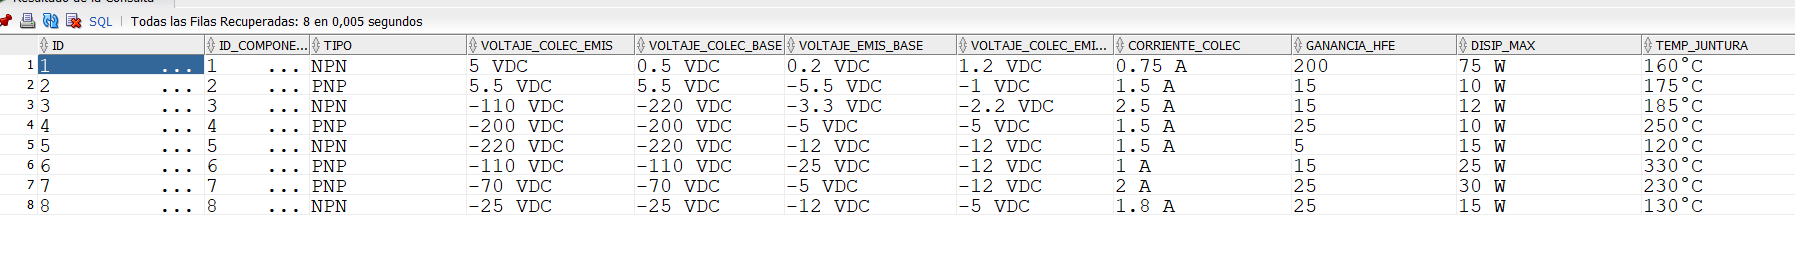 Resultado de la Consulta
SQL | Todas las Filas Recuperadas: 8 en 0,005 segundos
ID ID_COMPONE... TIPO VOLTAJE_COLEC_EMIS VOLTAJE_COLEC_BASE VOLTAJE_EMIS_BASE VOLTAJE_COLEC_EMI... CORRIENTE_COLEC GANANCIA_HFE DISIP_MAX TEMP_JUNTURA
1 1 ... 1 ... NPN 5 VDC 0.5 VDC 0.2 VDC 1.2 VDC 0.75 A 200 75 W 160°C
2 2 ... 2 ... PNP 5.5 VDC 5.5 VDC -5.5 VDC -1 VDC 1.5 A 15 10 W 175°C
3 3 ... 3 ... NPN -110 VDC -220 VDC -3.3 VDC -2.2 VDC 2.5 A 15 12 W 185°C
4 4 ... 4 ... PNP -200 VDC -200 VDC -5 VDC -5 VDC 1.5 A 25 10 W 250°C
5 5 ... 5 ... NPN -220 VDC -220 VDC -12 VDC -12 VDC 1.5 A 5 15 W 120°C
6 6 ... 6 ... PNP -110 VDC -110 VDC -25 VDC -12 VDC 1 A 15 25 W 330°C
7 7 ... 7 ... PNP -70 VDC -70 VDC -5 VDC -12 VDC 2 A 25 30 W 230°C
8 8 ... 8 ... NPN -25 VDC -25 VDC -12 VDC -5 VDC 1.8 A 25 15 W 130°C